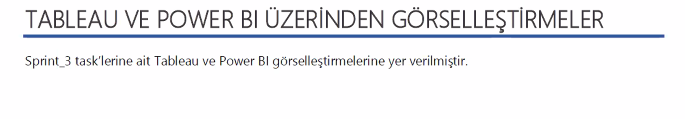 TABLEAU VE POWER BI ÜZERİNDEN GÖRSELLEŞTİRMELER
Sprint_3 task'lerine ait Tableau ve Power BI görselleştirmelerine yer verilmiştir.